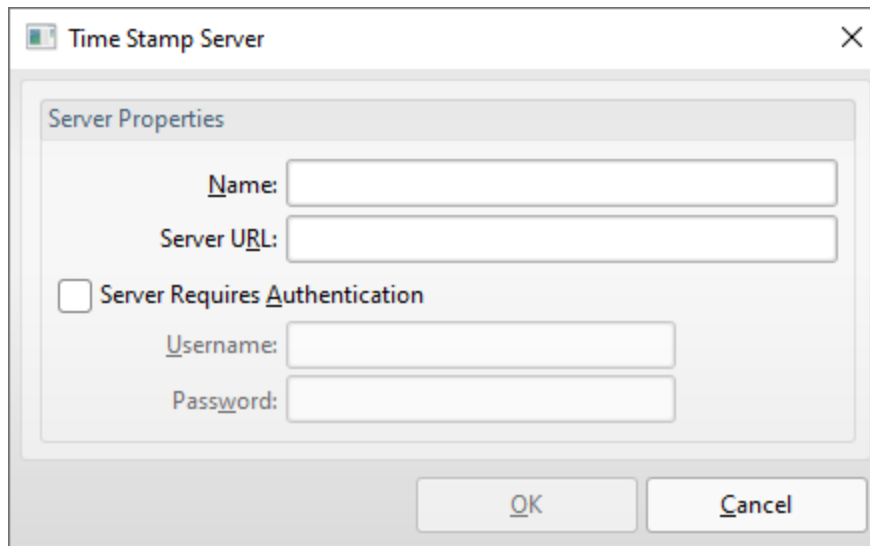 Time Stamp Server
Server Properties
Name:
Server URL:
Server Requires Authentication
Username:
Password:
OK
Cancel